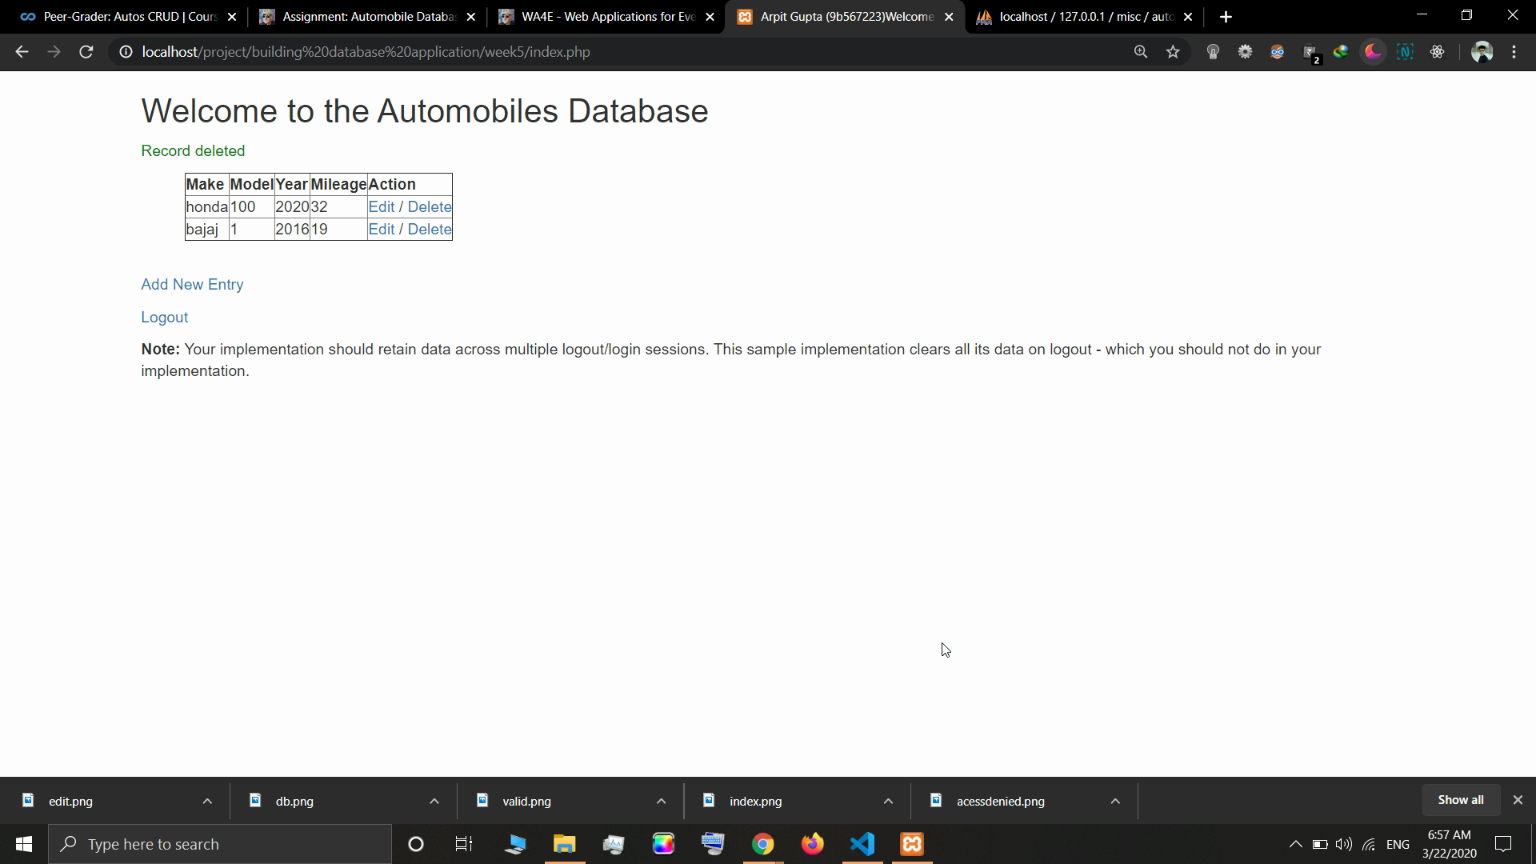 Peer-Grader: Autos CRUD | Cours
Assignment: Automobile Databas
WA4E - Web Applications for Eve
Arpit Gupta (9b567223)Welcome
localhost / 127.0.0.1 / misc / auto
localhost/project/building%20database%20application/week5/index.php
2
Welcome to the Automobiles Database
Record deleted
Make Model Year Mileage Action
honda 100 2020 32 Edit / Delete
bajaj 1 2016 19 Edit / Delete
Add New Entry
Logout
Note: Your implementation should retain data across multiple logout/login sessions. This sample implementation clears all its data on logout - which you should not do in your
implementation.
edit.png
db.png
valid.png
index.png
acessdenied.png
Show all
Type here to search
ENG
6:57 AM
3/22/2020